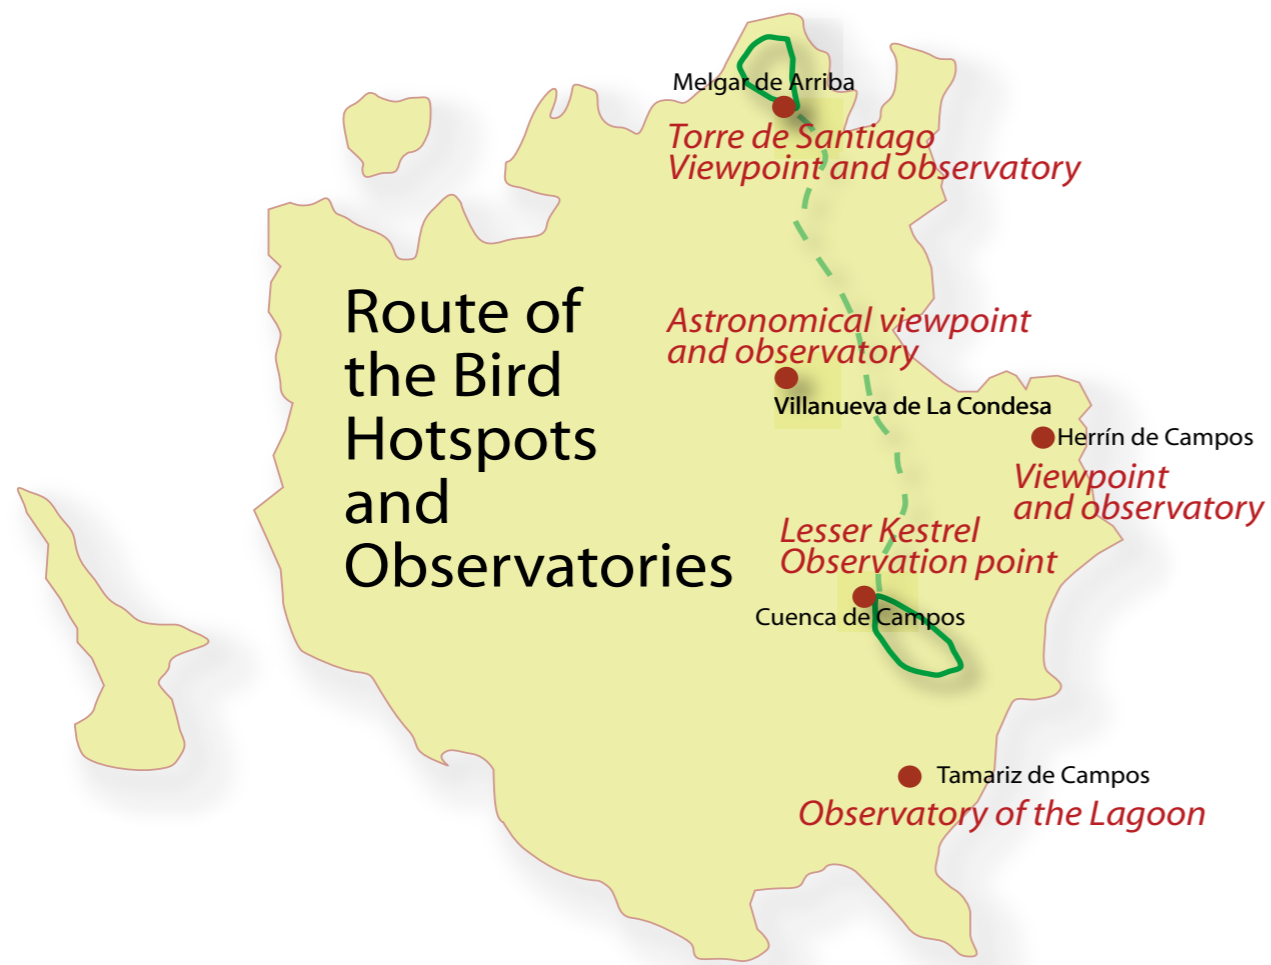 Melgar de Arriba
Torre de Santiago
Viewpoint and observatory
Route of
the Bird
Hotspots
and
Observatories
Astronomical viewpoint
and observatory
Villanueva de La Condesa
Herrín de Campos
Viewpoint
and observatory
Lesser Kestrel
Observation point
Cuenca de Campos
Tamariz de Campos
Observatory of the Lagoon